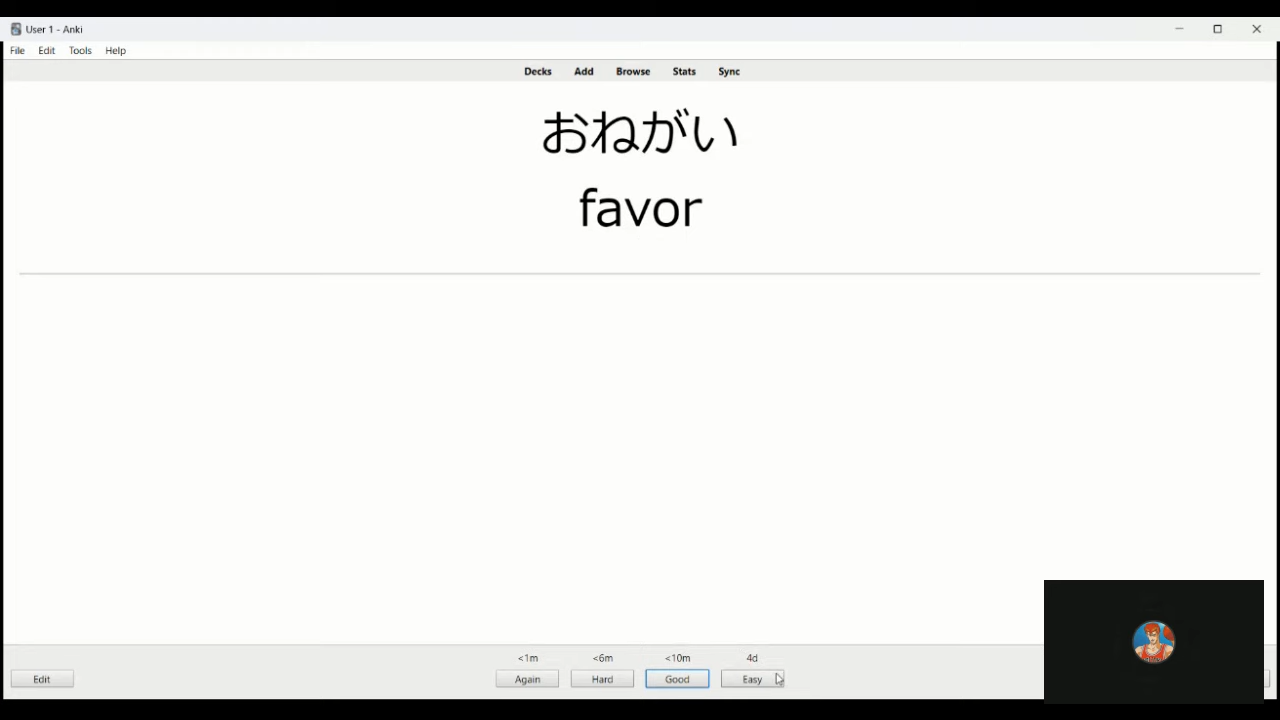 User 1 - Anki
File Edit Tools Help
Decks Add Browse Stats Sync
おねがい
favor
<1m <6m <10m 4d
Edit Again Hard Good Easy